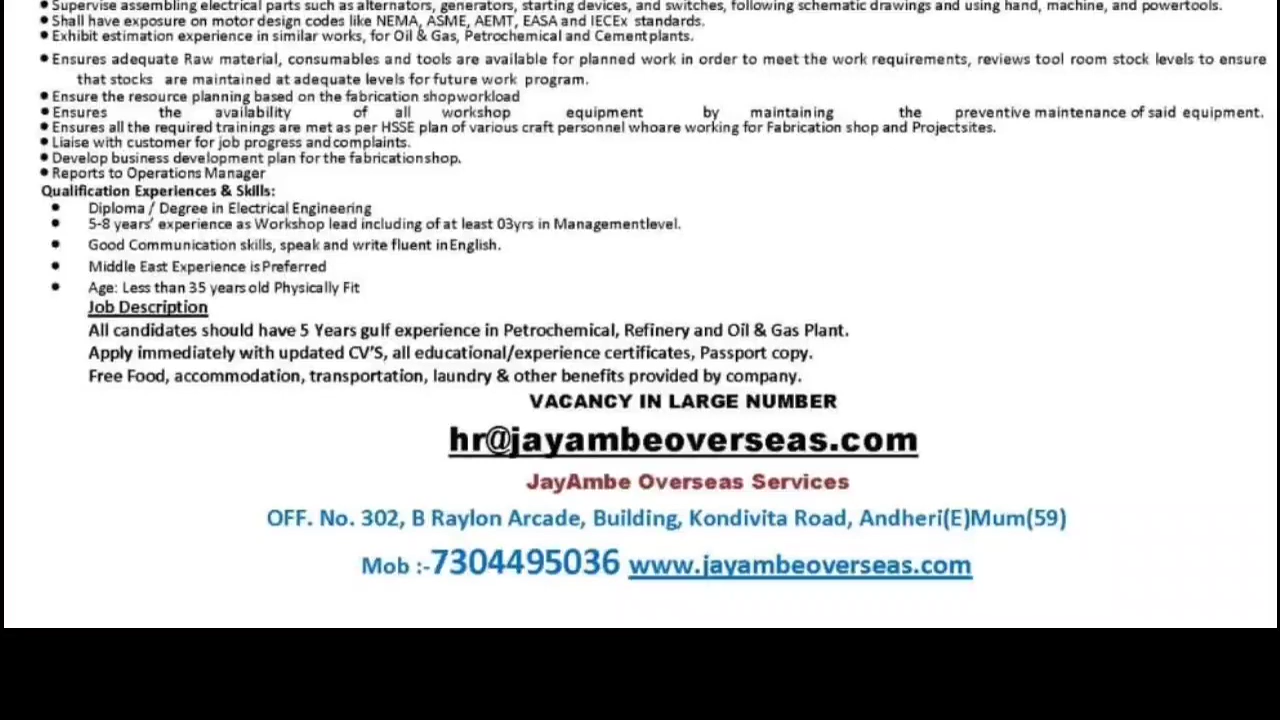 ● Supervise assembling electrical parts such as alternators, generators, starting devices, and switches, following schematic drawings and using hand, machine, and powertools.
● Shall have exposure on motor design codes like NEMA, ASME, AEMT, EASA and IECEx standards.
● Exhibit estimation experience in similar works, for Oil & Gas, Petrochemical and Cementplants.
● Ensures adequate Raw material, consumables and tools are available for planned work in order to meet the work requirements, reviews tool room stock levels to ensure
that stocks are maintained at adequate levels for future work program.
● Ensure the resource planning based on the fabrication shopworkload
● Ensures the availability of all workshop equipment by maintaining the preventive maintenance of said equipment.
● Ensures all the required trainings are met as per HSSE plan of various craft personnel whoare working for Fabrication shop and Projectsites.
● Liaise with customer for job progress and complaints.
● Develop business development plan for the fabricationshop.
● Reports to Operations Manager
Qualification Experiences & Skills:
● Diploma / Degree in Electrical Engineering
● 5-8 years' experience as Workshop lead including of at least 03yrs in Managementlevel.
● Good Communication skills, speak and write fluent in English.
● Middle East Experience is Preferred
● Age: Less than 35 years old Physically Fit
Job Description
All candidates should have 5 Years gulf experience in Petrochemical, Refinery and Oil & Gas Plant.
Apply immediately with updated CV'S, all educational/experience certificates, Passport copy.
Free Food, accommodation, transportation, laundry & other benefits provided by company.
VACANCY IN LARGE NUMBER
hr@jayambeoverseas.com
JayAmbe Overseas Services
OFF. No. 302, B Raylon Arcade, Building, Kondivita Road, Andheri(E)Mum(59)
Mob :-7304495036 www.jayambeoverseas.com